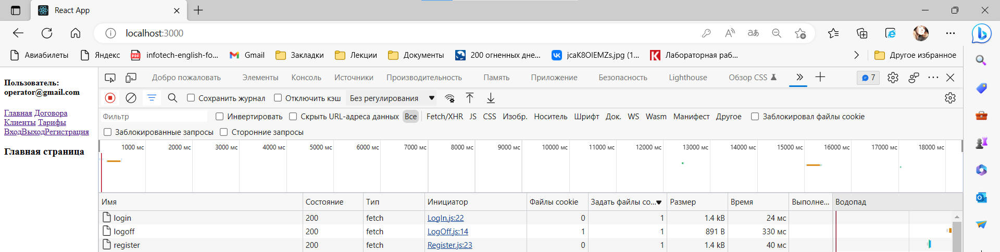 React App
localhost:3000
Авиабилеты Яндекс infotech-english-fo... Gmail Закладки Лекции Документы 200 огненных дне... jcaK8OIEMZs.jpg (1... Лабораторная раб... Другое избранное
Пользователь:
operator@gmail.com
Главная Договора
Клиенты Тарифы
ВходВыходРегистрация
Главная страница
Добро пожаловать Элементы Консоль Источники Производительность Память Приложение Безопасность Lighthouse Обзор CSS 7
Сохранить журнал Отключить кэш Без регулирования
Фильтр Инвертировать Скрыть URL-адреса данных Все Fetch/XHR JS CSS Изобр. Носитель Шрифт Док. WS Wasm Манифест Другое Заблокировал файлы cookie
Заблокированные запросы Сторонние запросы
1000 мс 2000 мс 3000 мс 4000 мс 5000 мс 6000 мс 7000 мс 8000 мс 9000 мс 10000 мс 11000 мс 12000 мс 13000 мс 14000 мс 15000 мс 16000 мс 17000 мс 18000 мс
Имя Состояние Тип Инициатор Файлы cookie Задать файлы со... Размер Время Выполне... Водопад
login 200 fetch LogIn.js:22 0 1 1.4 kB 24 мс
logoff 200 fetch LogOff.js:14 1 1 891 B 330 мс
register 200 fetch Register.js:23 0 1 1.4 kB 40 мс